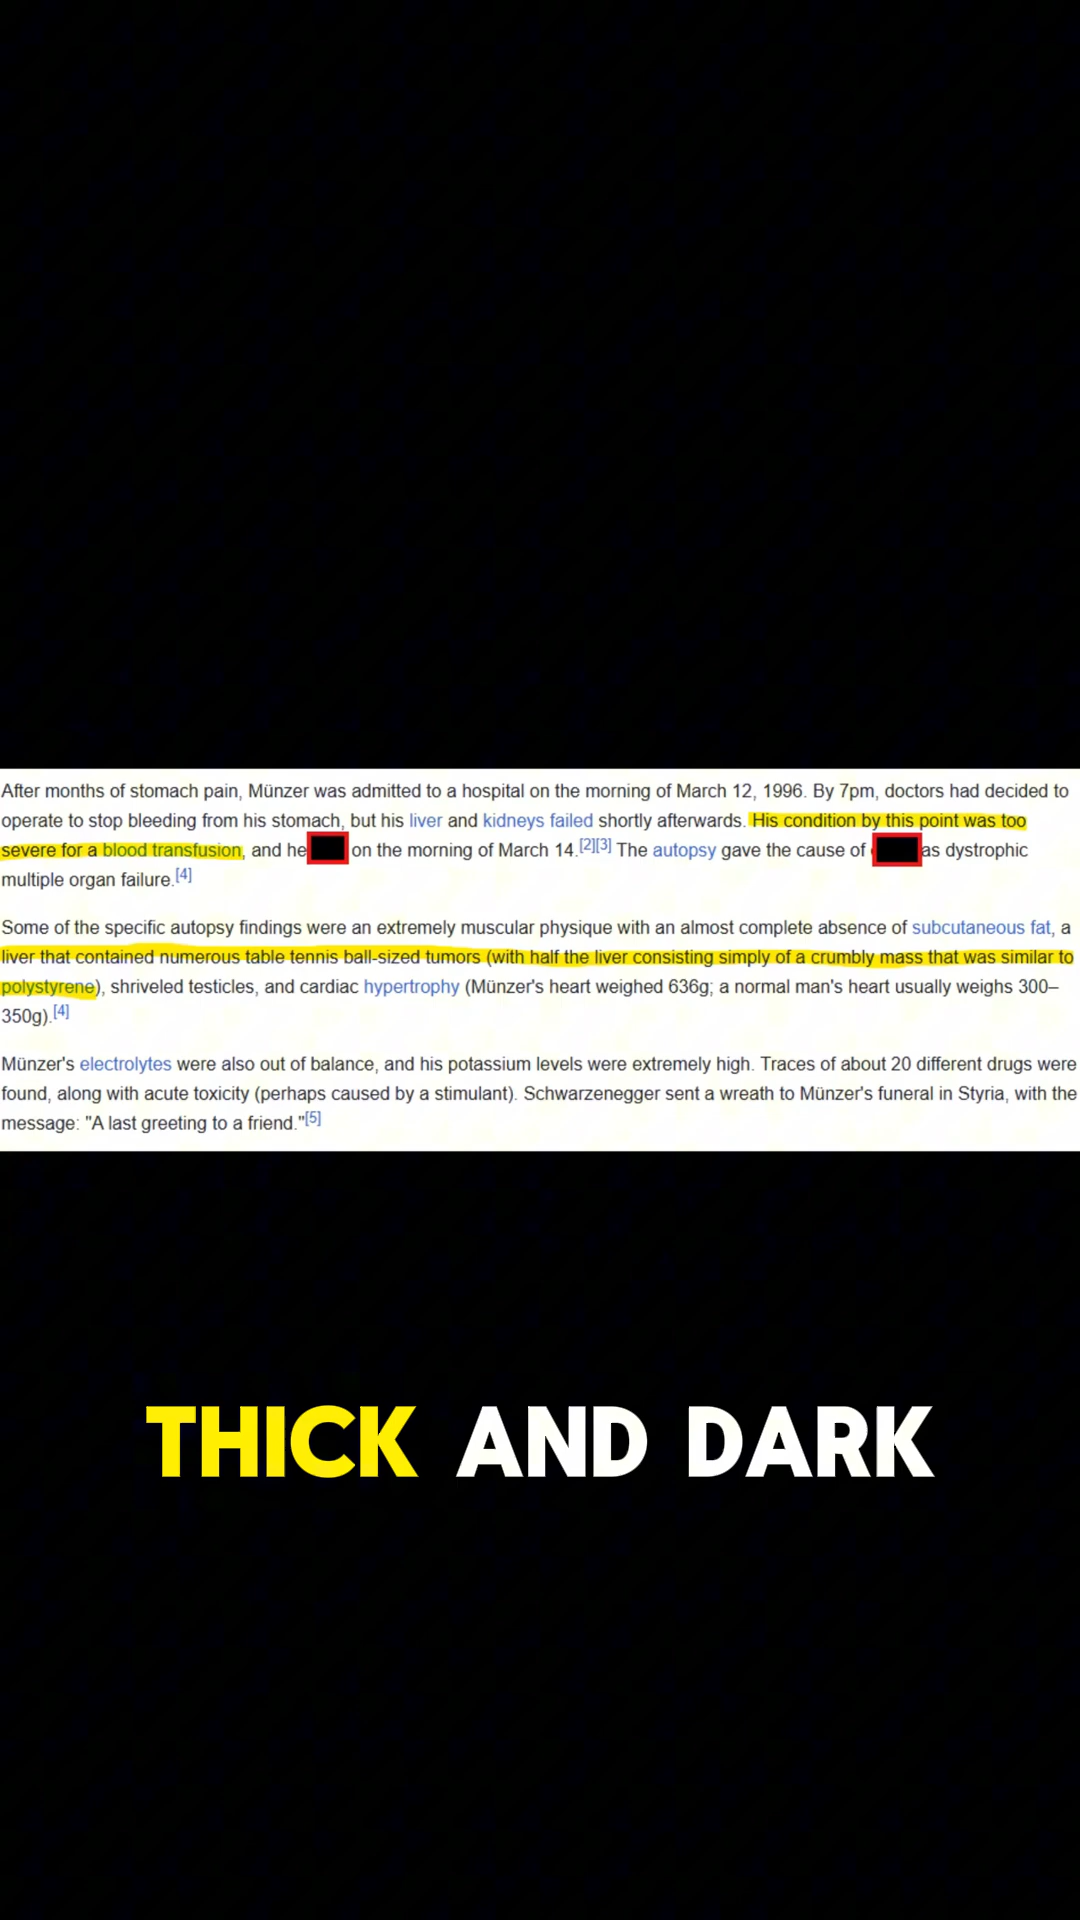 After months of stomach pain, Münzer was admitted to a hospital on the morning of March 12, 1996. By 7pm, doctors had decided to
operate to stop bleeding from his stomach, but his liver and kidneys failed shortly afterwards. His condition by this point was too
severe for a blood transfusion, and he on the morning of March 14.[2][3] The autopsy gave the cause of as dystrophic
multiple organ failure.[4]
Some of the specific autopsy findings were an extremely muscular physique with an almost complete absence of subcutaneous fat, a
liver that contained numerous table tennis ball-sized tumors (with half the liver consisting simply of a crumbly mass that was similar to
polystyrene), shriveled testicles, and cardiac hypertrophy (Münzer's heart weighed 636g; a normal man's heart usually weighs 300–
350g).[4]
Münzer's electrolytes were also out of balance, and his potassium levels were extremely high. Traces of about 20 different drugs were
found, along with acute toxicity (perhaps caused by a stimulant). Schwarzenegger sent a wreath to Münzer's funeral in Styria, with the
message: "A last greeting to a friend."[5]
THICK AND DARK